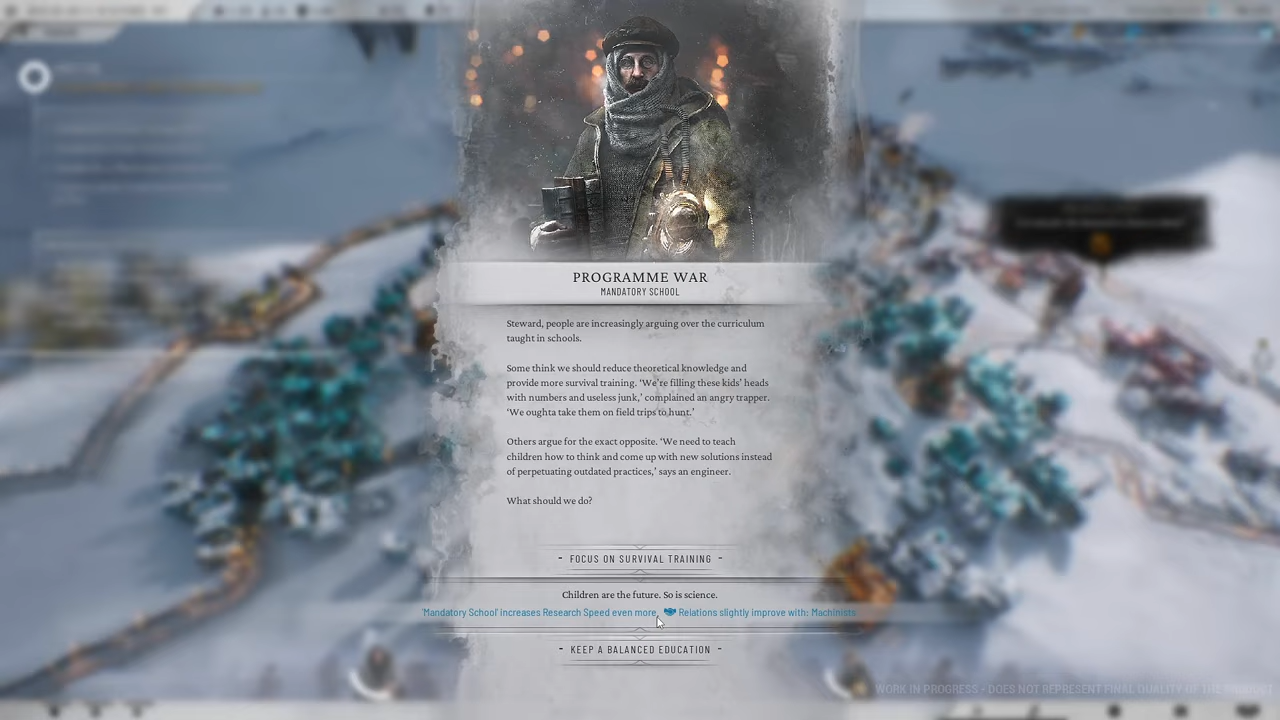 PROGRAMME WAR
MANDATORY SCHOOL
Steward, people are increasingly arguing over the curriculum
taught in schools.
Some think we should reduce theoretical knowledge and
provide more survival training. ‘We’re filling these kids’ heads
with numbers and useless junk,’ complained an angry trapper.
‘We oughta take them on field trips to hunt.’
Others argue for the exact opposite. ‘We need to teach
children how to think and come up with new solutions instead
of perpetuating outdated practices,’ says an engineer.
What should we do?
- FOCUS ON SURVIVAL TRAINING -
Children are the future. So is science.
'Mandatory School' increases Research Speed even more, Relations slightly improve with: Machinists
- KEEP A BALANCED EDUCATION -
WORK IN PROGRESS - DOES NOT REPRESENT FINAL QUALITY OF THE PRODUCT